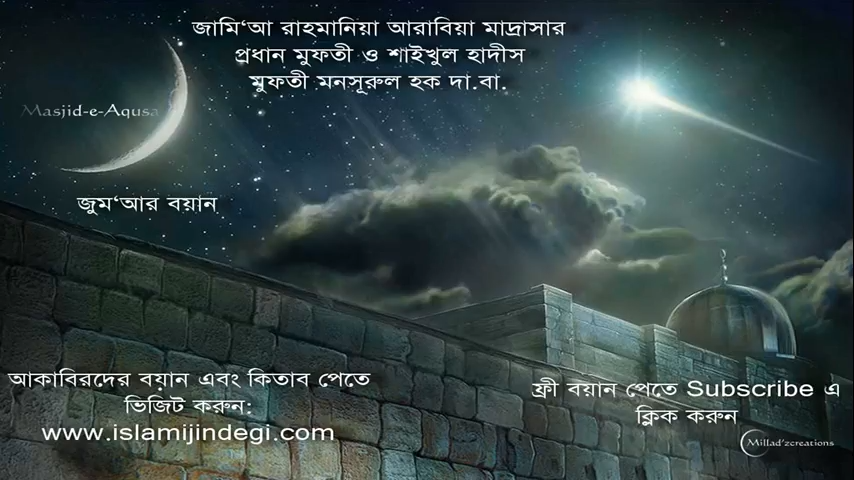 জামি‘আ রাহমানিয়া আরাবিয়া মাদ্রাসার
প্রধান মুফতী ও শাইখুল হাদীস
মুফতী মনসূরুল হক দা.বা.
Masjid-e-Aqusa
জুম‘আর বয়ান
আকাবিরদের বয়ান এবং কিতাব পেতে
ভিজিট করুন:
www.islamijindegi.com
ফ্রী বয়ান পেতে Subscribe এ
ক্লিক করুন
Millad'zcreations